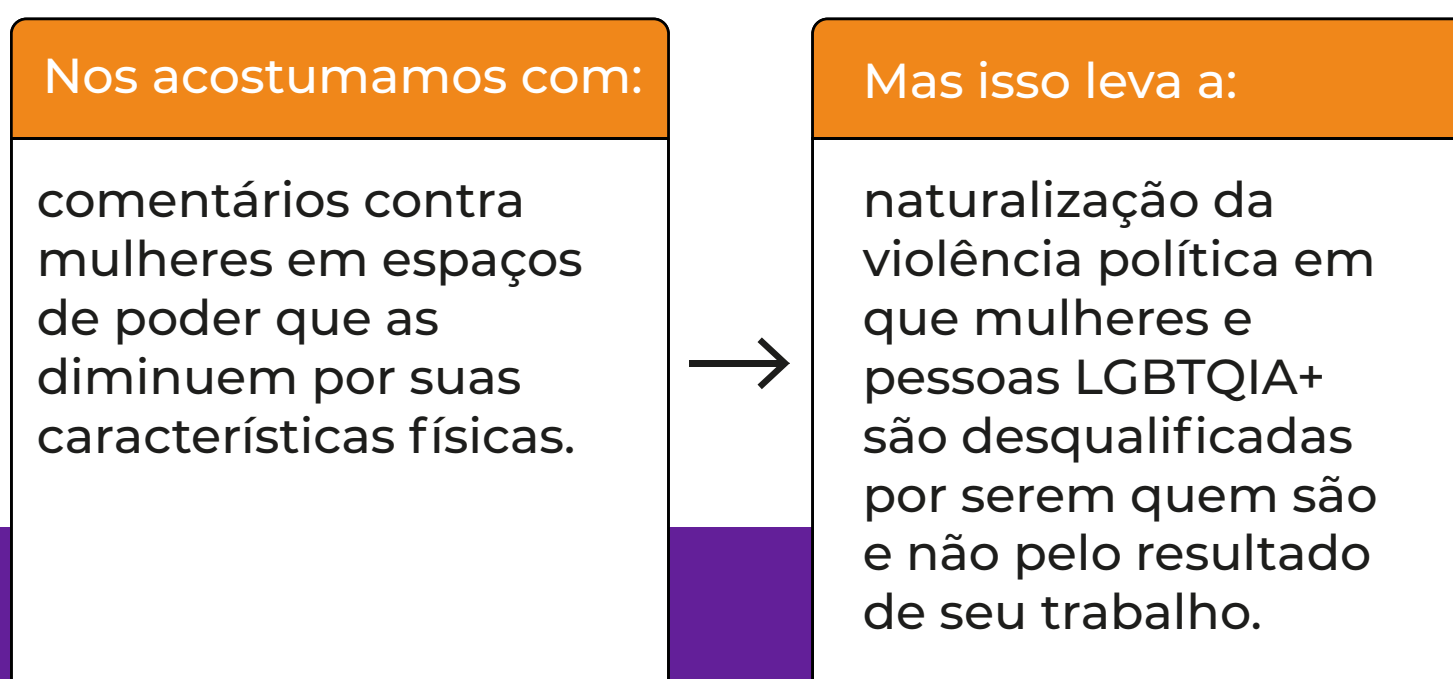 Nos acostumamos com:
comentários contra
mulheres em espaços
de poder que as
diminuem por suas
características físicas.
Mas isso leva a:
naturalização da
violência política em
que mulheres e
pessoas LGBTQIA+
são desqualificadas
por serem quem são
e não pelo resultado
de seu trabalho.